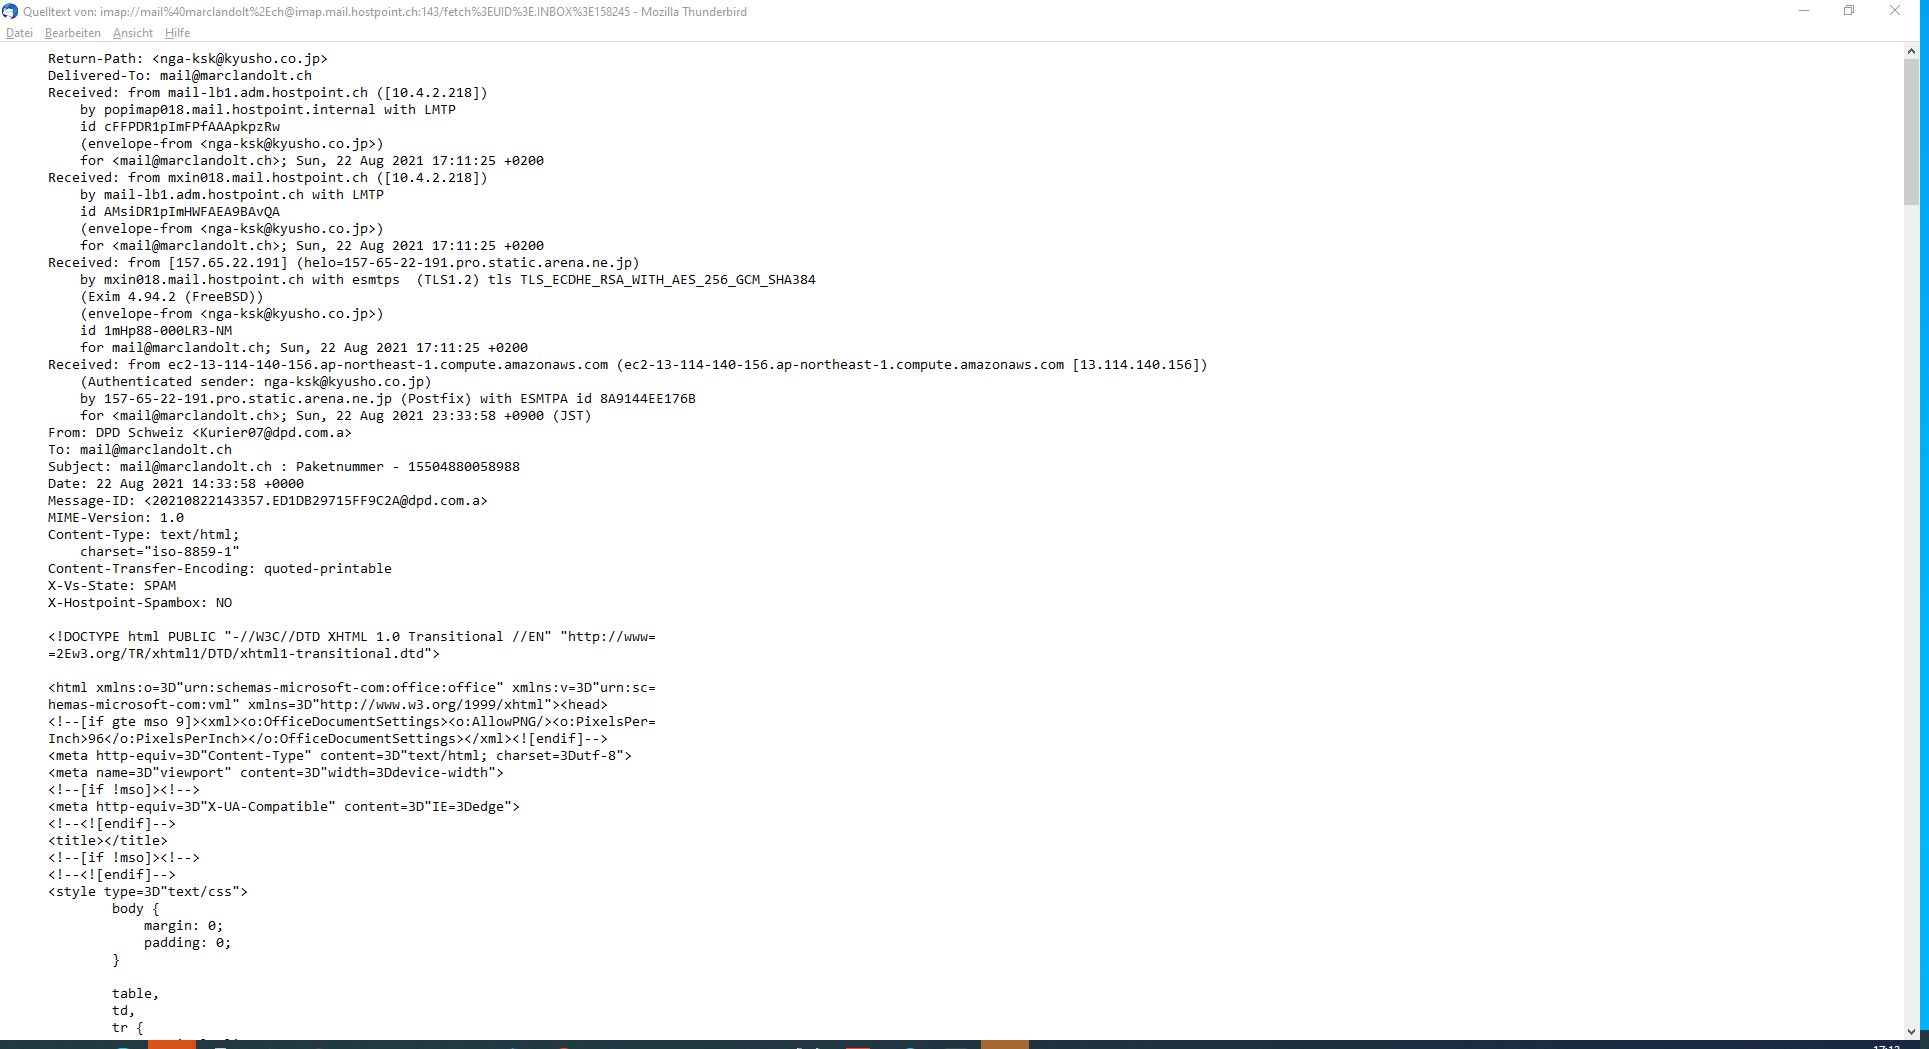 Quelltext von: imap://mail%40marclandolt%2Ech@imap.mail.hostpoint.ch:143/fetch%3EUID%3E.INBOX%3E158245 - Mozilla Thunderbird
Datei Bearbeiten Ansicht Hilfe
Return-Path: <nga-ksk@kyusho.co.jp>
Delivered-To: mail@marclandolt.ch
Received: from mail-lb1.adm.hostpoint.ch ([10.4.2.218])
by popimap018.mail.hostpoint.internal with LMTP
id cFFPDR1pImFPfAAApkpzRw
(envelope-from <nga-ksk@kyusho.co.jp>)
for <mail@marclandolt.ch>; Sun, 22 Aug 2021 17:11:25 +0200
Received: from mxin018.mail.hostpoint.ch ([10.4.2.218])
by mail-lb1.adm.hostpoint.ch with LMTP
id AMsiDR1pImHWFAEA9BAvQA
(envelope-from <nga-ksk@kyusho.co.jp>)
for <mail@marclandolt.ch>; Sun, 22 Aug 2021 17:11:25 +0200
Received: from [157.65.22.191] (helo=157-65-22-191.pro.static.arena.ne.jp)
by mxin018.mail.hostpoint.ch with esmtps  (TLS1.2) tls TLS_ECDHE_RSA_WITH_AES_256_GCM_SHA384
(Exim 4.94.2 (FreeBSD))
(envelope-from <nga-ksk@kyusho.co.jp>)
id 1mHp88-000LR3-NM
for mail@marclandolt.ch; Sun, 22 Aug 2021 17:11:25 +0200
Received: from ec2-13-114-140-156.ap-northeast-1.compute.amazonaws.com (ec2-13-114-140-156.ap-northeast-1.compute.amazonaws.com [13.114.140.156])
(Authenticated sender: nga-ksk@kyusho.co.jp)
by 157-65-22-191.pro.static.arena.ne.jp (Postfix) with ESMTPA id 8A9144EE176B
for <mail@marclandolt.ch>; Sun, 22 Aug 2021 23:33:58 +0900 (JST)
From: DPD Schweiz <Kurier07@dpd.com.a>
To: mail@marclandolt.ch
Subject: mail@marclandolt.ch : Paketnummer - 15504880058988
Date: 22 Aug 2021 14:33:58 +0000
Message-ID: <20210822143357.ED1DB29715FF9C2A@dpd.com.a>
MIME-Version: 1.0
Content-Type: text/html;
charset="iso-8859-1"
Content-Transfer-Encoding: quoted-printable
X-Vs-State: SPAM
X-Hostpoint-Spambox: NO
<!DOCTYPE html PUBLIC "-//W3C//DTD XHTML 1.0 Transitional //EN" "http://www=
=2Ew3.org/TR/xhtml1/DTD/xhtml1-transitional.dtd">
<html xmlns:o=3D"urn:schemas-microsoft-com:office:office" xmlns:v=3D"urn:sc=
hemas-microsoft-com:vml" xmlns=3D"http://www.w3.org/1999/xhtml"><head>
<!--[if gte mso 9]><xml><o:OfficeDocumentSettings><o:AllowPNG/><o:PixelsPer=
Inch>96</o:PixelsPerInch></o:OfficeDocumentSettings></xml><![endif]-->
<meta http-equiv=3D"Content-Type" content=3D"text/html; charset=3Dutf-8">
<meta name=3D"viewport" content=3D"width=3Ddevice-width">
<!--[if !mso]><!-->
<meta http-equiv=3D"X-UA-Compatible" content=3D"IE=3Dedge">
<!--<![endif]-->
<title></title>
<!--[if !mso]><!-->
<!--<![endif]-->
<style type=3D"text/css">
body {
margin: 0;
padding: 0;
}
table,
td,
tr {